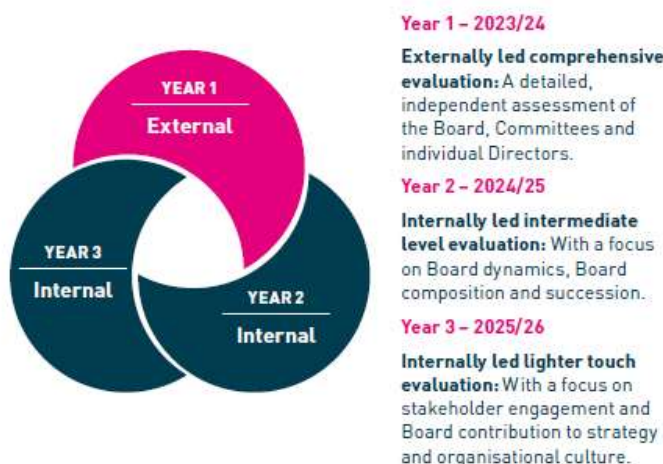 YEAR 1
External
YEAR 3
Internal
YEAR 2
Internal
Year 1 – 2023/24
Externally led comprehensive
evaluation: A detailed,
independent assessment of
the Board, Committees and
individual Directors.
Year 2 – 2024/25
Internally led intermediate
level evaluation: With a focus
on Board dynamics, Board
composition and succession.
Year 3 – 2025/26
Internally led lighter touch
evaluation: With a focus on
stakeholder engagement and
Board contribution to strategy
and organisational culture.